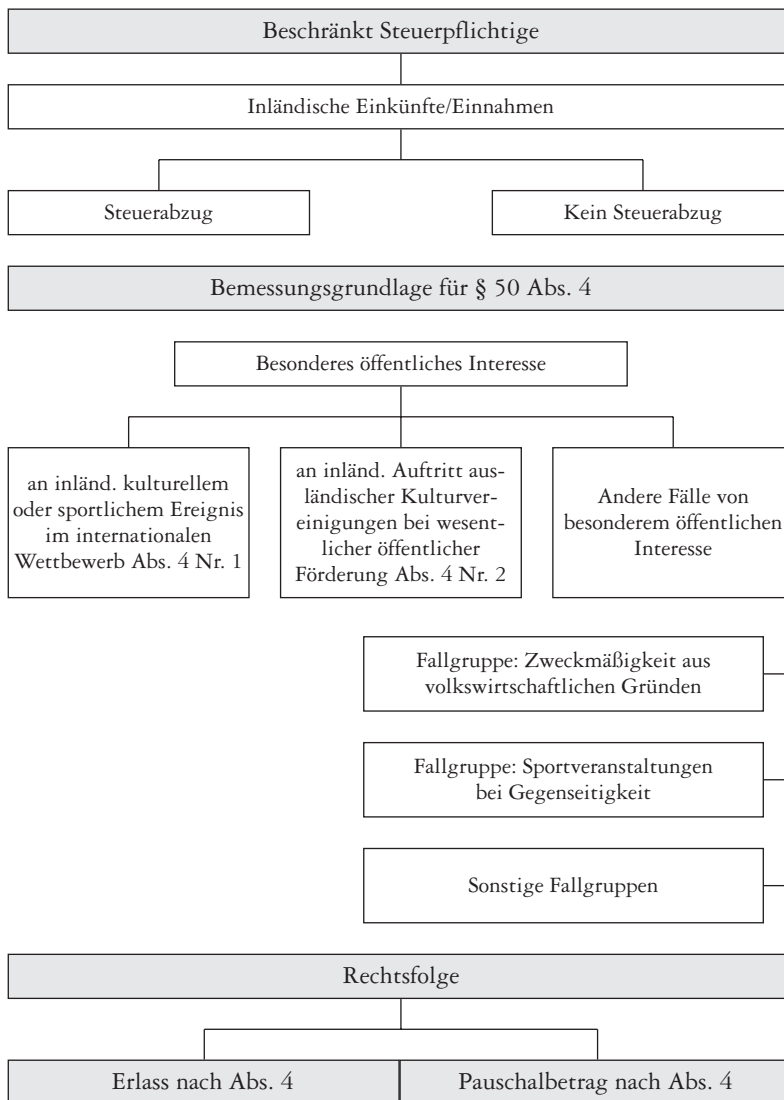 Beschränkt Steuerpflichtige
Inländische Einkünfte/Einnahmen
Steuerabzug
Kein Steuerabzug
Bemessungsgrundlage für § 50 Abs. 4
Besonderes öffentliches Interesse
an inländ. kulturellem
oder sportlichem Ereignis
im internationalen
Wettbewerb Abs. 4 Nr. 1
an inländ. Auftritt aus-
ländischer Kulturver-
einigungen bei wesent-
licher öffentlicher
Förderung Abs. 4 Nr. 2
Andere Fälle von
besonderem öffentlichen
Interesse
Fallgruppe: Zweckmäßigkeit aus
volkswirtschaftlichen Gründen
Fallgruppe: Sportveranstaltungen
bei Gegenseitigkeit
Sonstige Fallgruppen
Rechtsfolge
Erlass nach Abs. 4
Pauschalbetrag nach Abs. 4